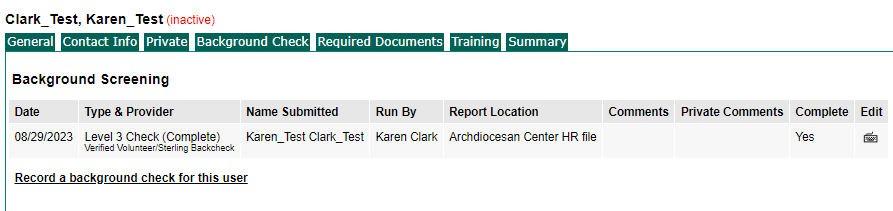 Clark_Test, Karen_Test (inactive)
General Contact Info Private Background Check Required Documents Training Summary
Background Screening
Date Type & Provider Name Submitted Run By Report Location Comments Private Comments Complete Edit
08/29/2023 Level 3 Check (Complete) Karen_Test Clark_Test Karen Clark Archdiocesan Center HR file Yes
Verified Volunteer/Sterling Backcheck
Record a background check for this user